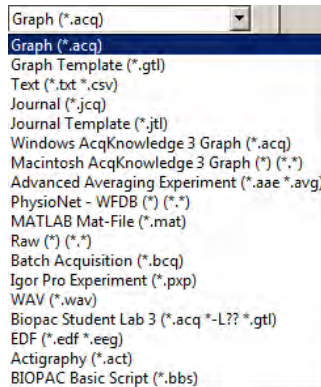 Graph (*.acq)
Graph (*.acq)
Graph Template (*.gtl)
Text (*.txt *.csv)
Journal (*.jcq)
Journal Template (*.jtl)
Windows AcqKnowledge 3 Graph (*.acq)
Macintosh AcqKnowledge 3 Graph (*) (*.*)
Advanced Averaging Experiment (*.aae *.avg)
PhysioNet - WFDB (*) (*.*)
MATLAB Mat-File (*.mat)
Raw (*) (*.*)
Batch Acquisition (*.bcq)
Igor Pro Experiment (*.pxp)
WAV (*.wav)
Biopac Student Lab 3 (*.acq *-L?? *.gtl)
EDF (*.edf *.eeg)
Actigraphy (*.act)
BIOPAC Basic Script (*.bbs)